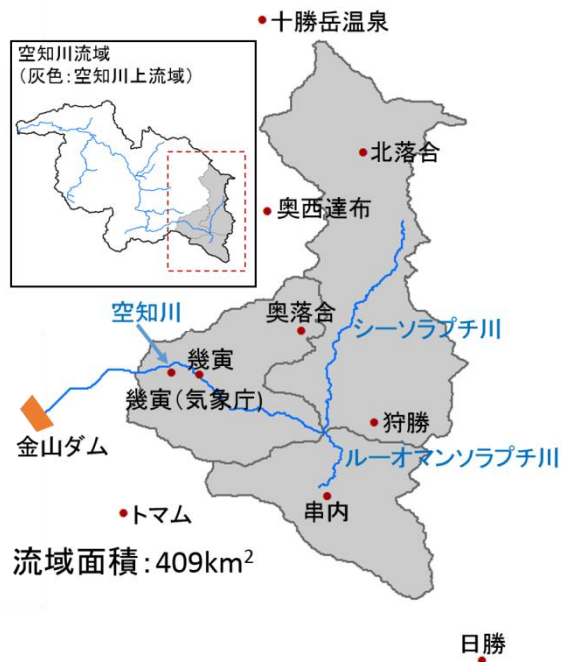 十勝岳温泉
空知川流域
(灰色:空知川上流域)
北落合
奥西達布
空知川
奥落合
シーソラプチ川
幾寅
幾寅(気象庁)
狩勝
金山ダム
ルーオマンソラプチ川
串内
トマム
流域面積:409km²
日勝